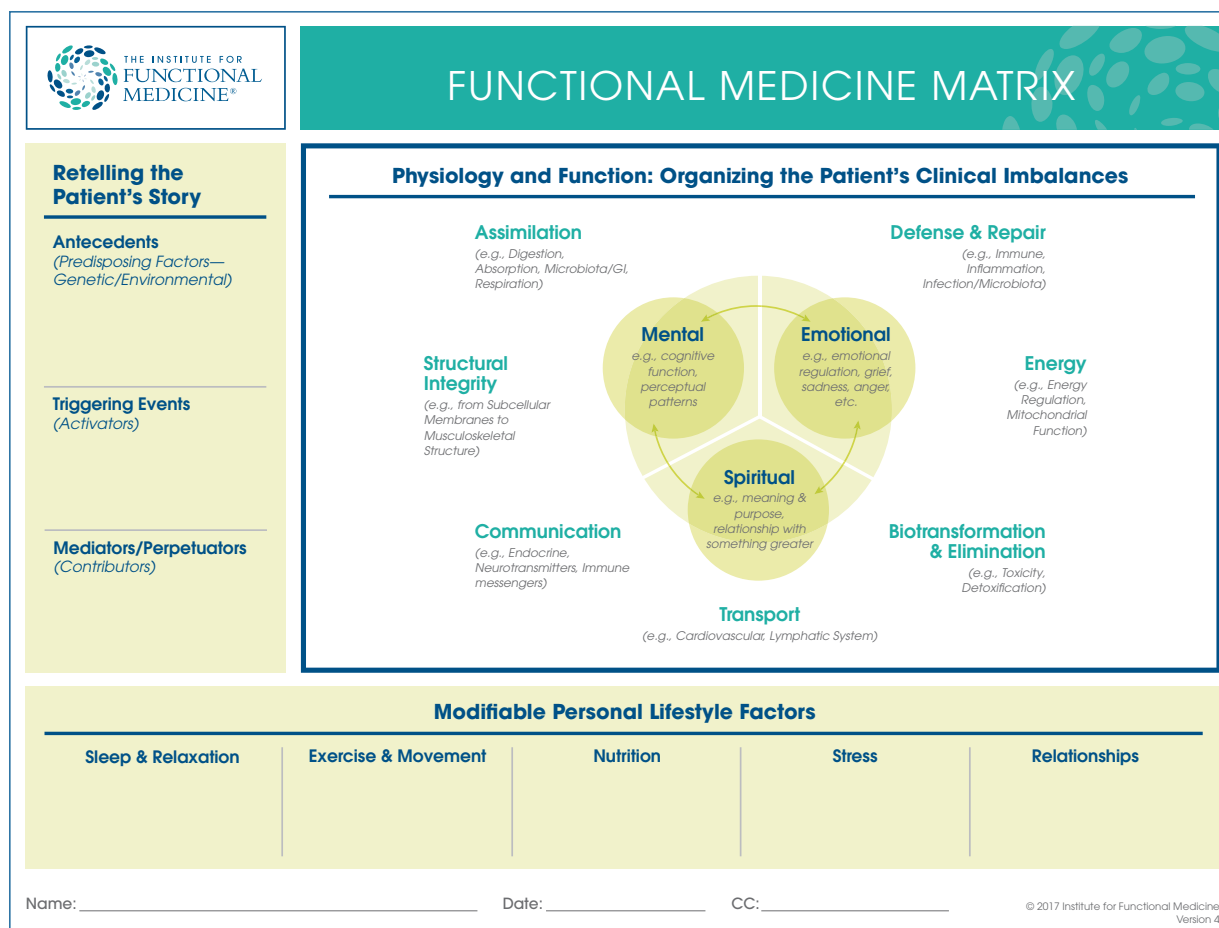 THE INSTITUTE FOR
FUNCTIONAL
MEDICINE®
FUNCTIONAL MEDICINE MATRIX
Retelling the
Patient's Story
Antecedents
(Predisposing Factors—
Genetic/Environmental)
Triggering Events
(Activators)
Mediators/Perpetuators
(Contributors)
Physiology and Function: Organizing the Patient's Clinical Imbalances
Assimilation
(e.g., Digestion,
Absorption, Microbiota/GI,
Respiration)
Defense & Repair
(e.g., Immune,
Inflammation,
Infection/Microbiota)
Mental
e.g., cognitive
function,
perceptual
patterns
Emotional
e.g., emotional
regulation, grief,
sadness, anger,
etc.
Structural
Integrity
(e.g., from Subcellular
Membranes to
Musculoskeletal
Structure)
Energy
(e.g., Energy
Regulation,
Mitochondrial
Function)
Spiritual
e.g., meaning &
purpose,
relationship with
something greater
Communication
(e.g., Endocrine,
Neurotransmitters, Immune
messengers)
Biotransformation
& Elimination
(e.g., Toxicity,
Detoxification)
Transport
(e.g., Cardiovascular, Lymphatic System)
Modifiable Personal Lifestyle Factors
Sleep & Relaxation
Exercise & Movement
Nutrition
Stress
Relationships
Name:
Date:
CC:
© 2017 Institute for Functional Medicine
Version 4